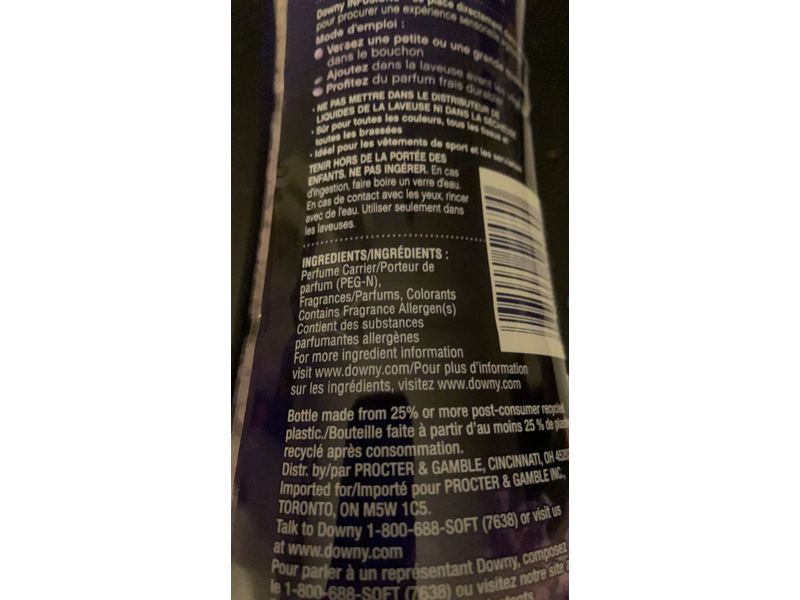 Downy INFUSIONS
pour procurer une expérience sensorielle
Mode d'emploi :
Versez une petite ou une grande
dans le bouchon
Ajoutez dans la laveuse avant
Profitez du parfum frais
• NE PAS METTRE DANS LE DISTRIBUTEUR DE
LIQUIDES DE LA LAVEUSE NI DANS LA SÉCHEUSE
• Sûr pour toutes les couleurs, tous les tissus et
toutes les brassées
• Idéal pour les vêtements de sport et les serviettes
TENIR HORS DE LA PORTÉE DES
ENFANTS. NE PAS INGÉRER. En cas
d'ingestion, faire boire un verre d'eau.
En cas de contact avec les yeux, rincer
avec de l'eau. Utiliser seulement dans
les laveuses.
INGREDIENTS/INGRÉDIENTS :
Perfume Carrier/Porteur de
parfum (PEG-N),
Fragrances/Parfums, Colorants
Contains Fragrance Allergen(s)
Contient des substances
parfumantes allergènes
For more ingredient information
visit www.downy.com/Pour plus d'information
sur les ingrédients, visitez www.downy.com
Bottle made from 25% or more post-consumer recycled
plastic./Bouteille faite à partir d'au moins 25 % de
recyclé après consommation.
Distr. by/par PROCTER & GAMBLE, CINCINNATI, OH
Imported for/Importé pour PROCTER & GAMBLE INC.,
TORONTO, ON M5W 1C5.
Talk to Downy 1-800-688-SOFT (7638) or visit us
at www.downy.com
Pour parler à un représentant Downy, composez
le 1-800-688-SOFT (7638) ou visitez notre site